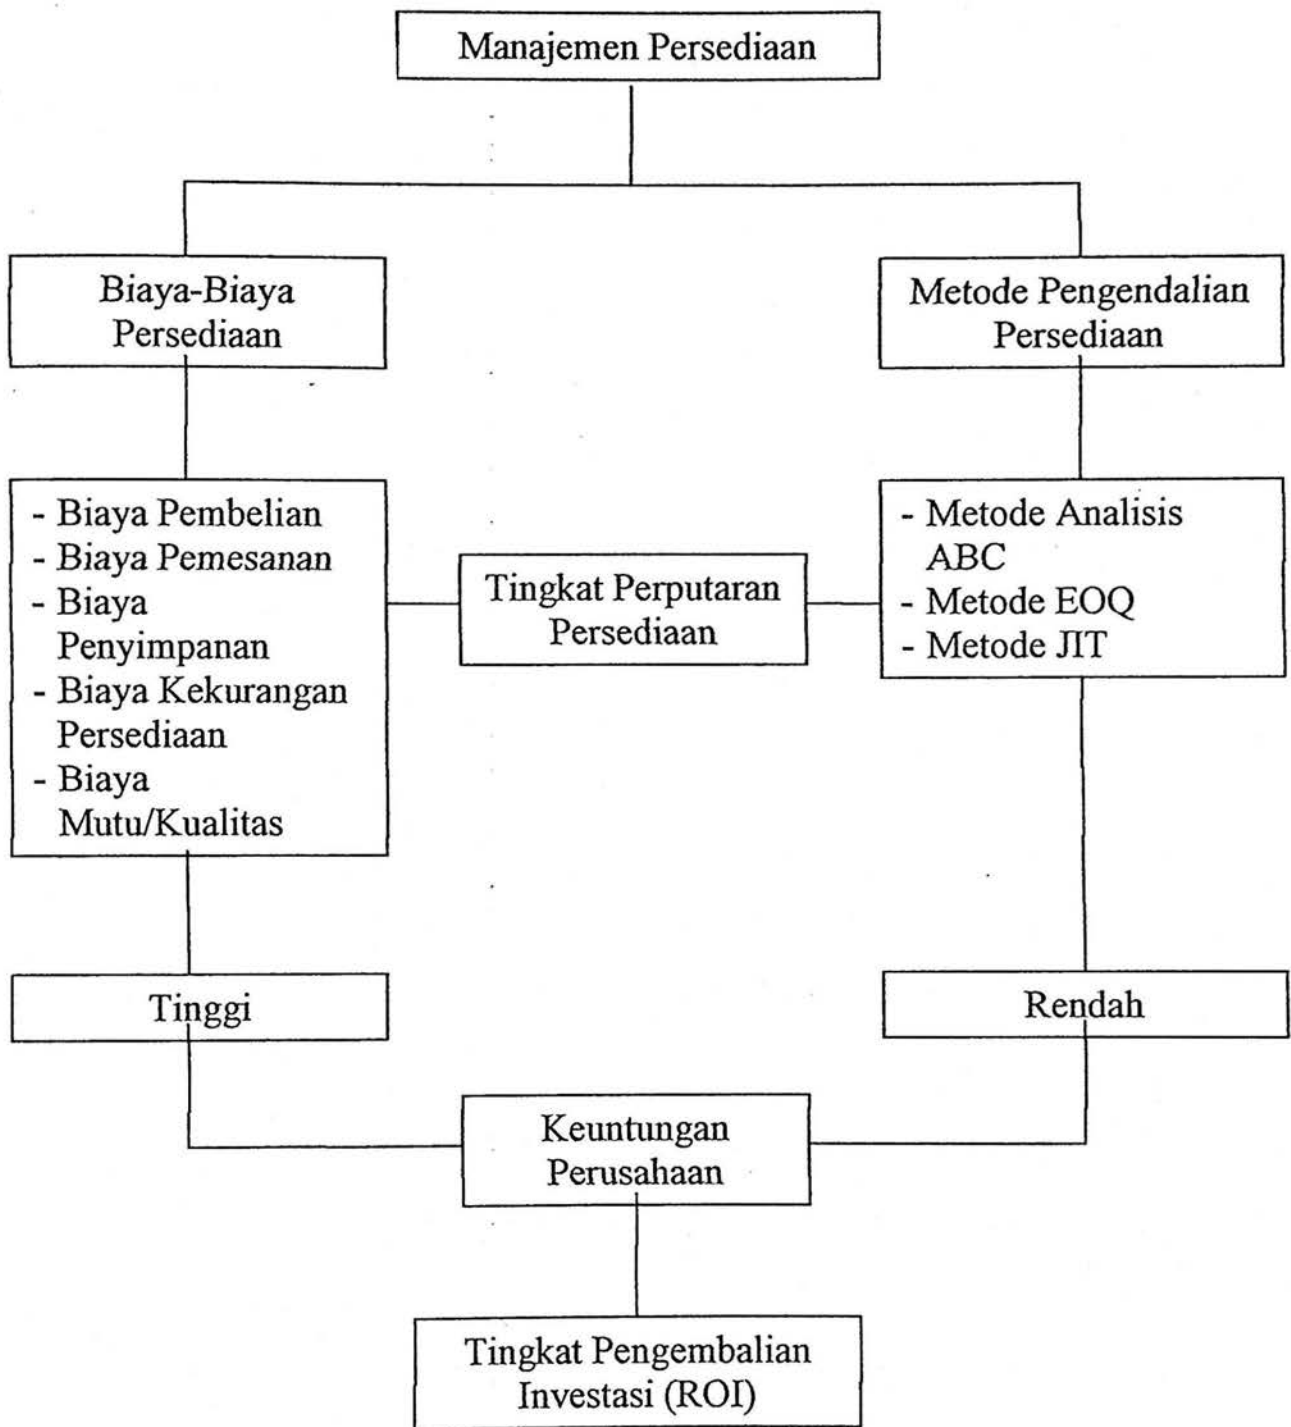 Manajemen Persediaan
Biaya-Biaya
Persediaan
Metode Pengendalian
Persediaan
- Biaya Pembelian
- Biaya Pemesanan
- Biaya
Penyimpanan
- Biaya Kekurangan
Persediaan
- Biaya
Mutu/Kualitas
Tingkat Perputaran
Persediaan
- Metode Analisis
ABC
- Metode EOQ
- Metode JIT
Tinggi
Rendah
Keuntungan
Perusahaan
Tingkat Pengembalian
Investasi (ROI)